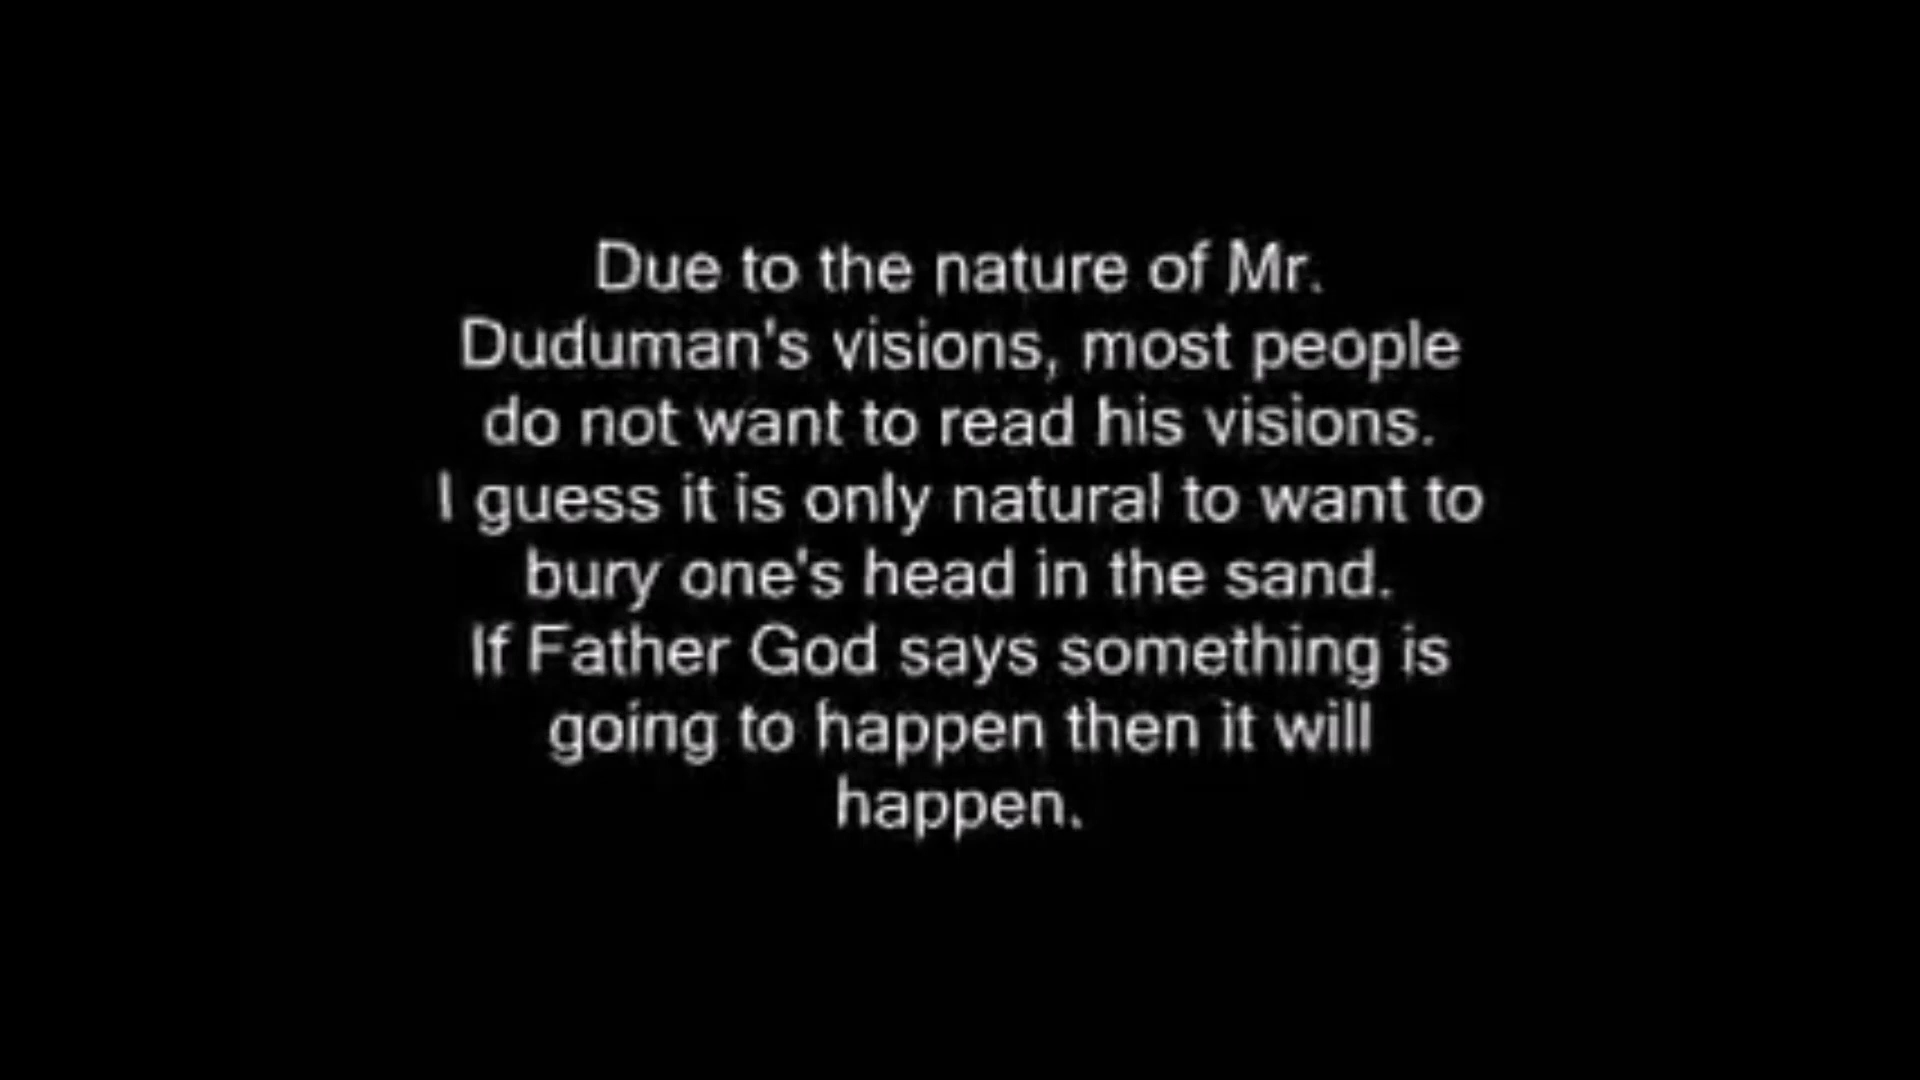 Due to the nature of Mr.
Duduman's visions, most people
do not want to read his visions.
I guess it is only natural to want to
bury one's head in the sand.
If Father God says something is
going to happen then it will
happen.